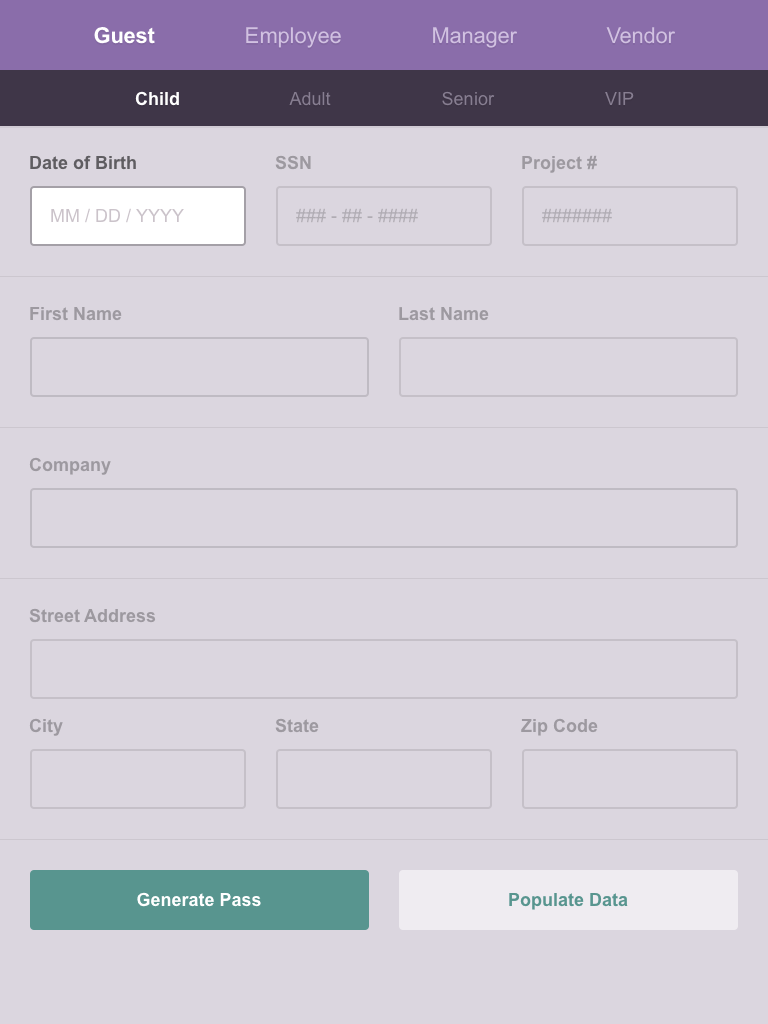 Guest Employee Manager Vendor
Child Adult Senior VIP
Date of Birth SSN Project #
MM / DD / YYYY ### - ## - #### #######
First Name Last Name
Company
Street Address
City State Zip Code
Generate Pass Populate Data